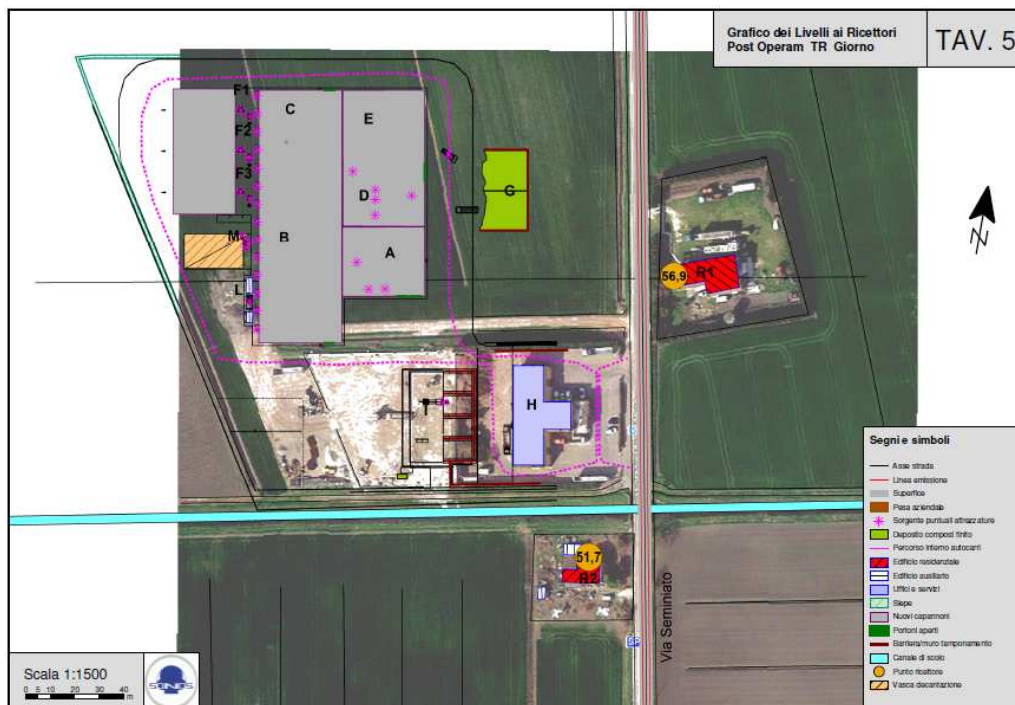 Grafico dei Livelli ai Ricettori
Post Operam TR Giorno
TAV. 5
F1
C
E
F2
F3
D
G
56,9
R1
M
B
A
L
I
H
N
51,7
R2
Via Seminiato
Segni e simboli
Asse strada
Linea emissione
Superfice
Pesa aziendale
Sorgente puntuali attrezzature
Deposito compost finito
Percorso interno autocarri
Edificio residenziale
Edificio ausiliario
Uffici e servizi
Siepe
Nuovi capannoni
Portoni aperti
Barriera/muro tamponamento
Canale di scolo
Punto ricettore
Vasca decantazione
Scala 1:1500
0 5 10 20 30 40
m